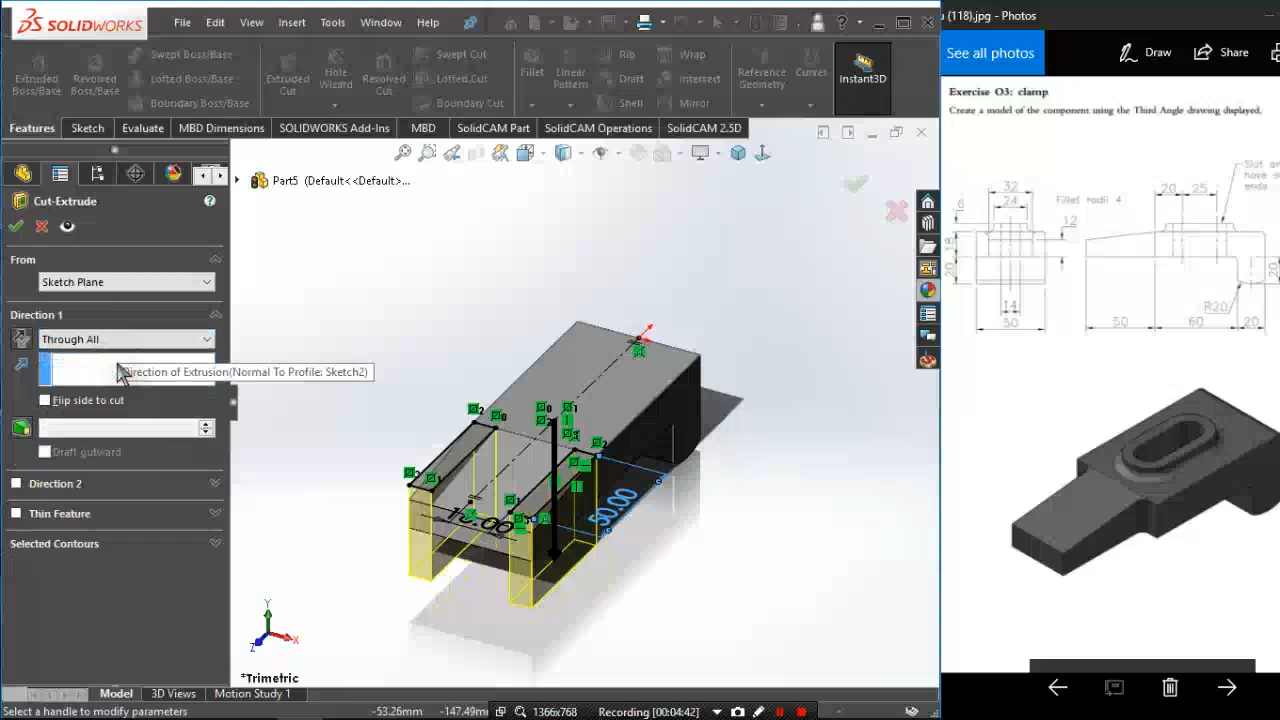 SOLIDWORKS
File Edit View Insert Tools Window Help
Extruded Boss/Base
Revolved Boss/Base
Swept Boss/Base
Lofted Boss/Base
Boundary Boss/Base
Extruded Cut
Hole Wizard
Revolved Cut
Swept Cut
Lofted Cut
Boundary Cut
Fillet
Linear Pattern
Rib
Draft
Shell
Wrap
Intersect
Mirror
Reference Geometry
Curves
Instant3D
Features Sketch Evaluate MBD Dimensions SOLIDWORKS Add-Ins MBD SolidCAM Part SolidCAM Operations SolidCAM 2.5D
Part5 (Default<<Default>...
Cut-Extrude
From
Sketch Plane
Direction 1
Through All
Direction of Extrusion(Normal To Profile: Sketch2)
Flip side to cut
Draft outward
Direction 2
Thin Feature
Selected Contours
50.00
Y
X
Z
*Trimetric
Model 3D Views Motion Study 1
Select a handle to modify parameters
-53.26mm -147.49mm
1366x768
Recording [00:04:42]
(118).jpg - Photos
See all photos
Draw
Share
Exercise O3: clamp
Create a model of the component using the Third Angle drawing displayed.
32
24
6
18
20
14
50
Fillet radii 4
12
20 25
Slot
have
ends
R20
20
50 60 20